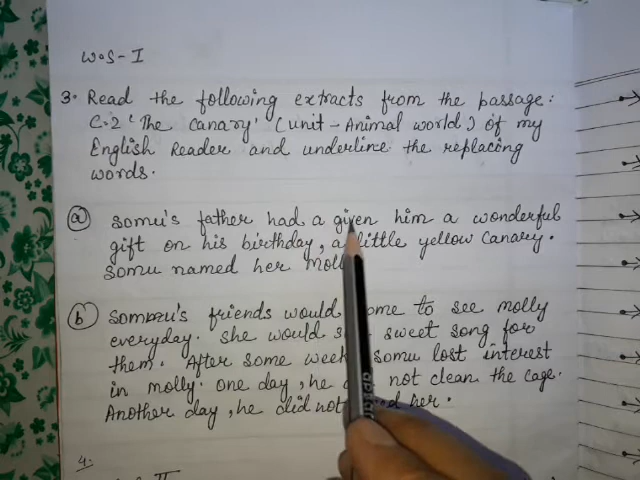 W.S-I
3. Read the following extracts from the passage:
C.2 'The Canary' (unit-Animal world) of my
English Reader and underline the replacing
words.
(a) Somu's father had a given him a wonderful
gift on his birthday, a little yellow Canary.
Somu named her
(b) friends would to see molly
everyday. She would sweet song for
them. After some Somu lost interest
in molly. One day, he not clean the cage.
Another day, he did not her.
4.